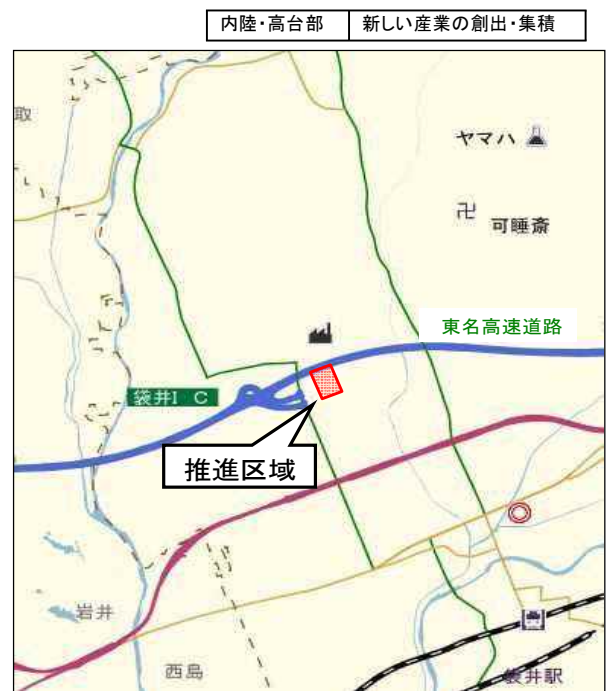 内陸・高台部 新しい産業の創出・集積
取
ヤマハ
卍
可睡斎
東名高速道路
袋井I C
推進区域
岩井
西島
袋井駅